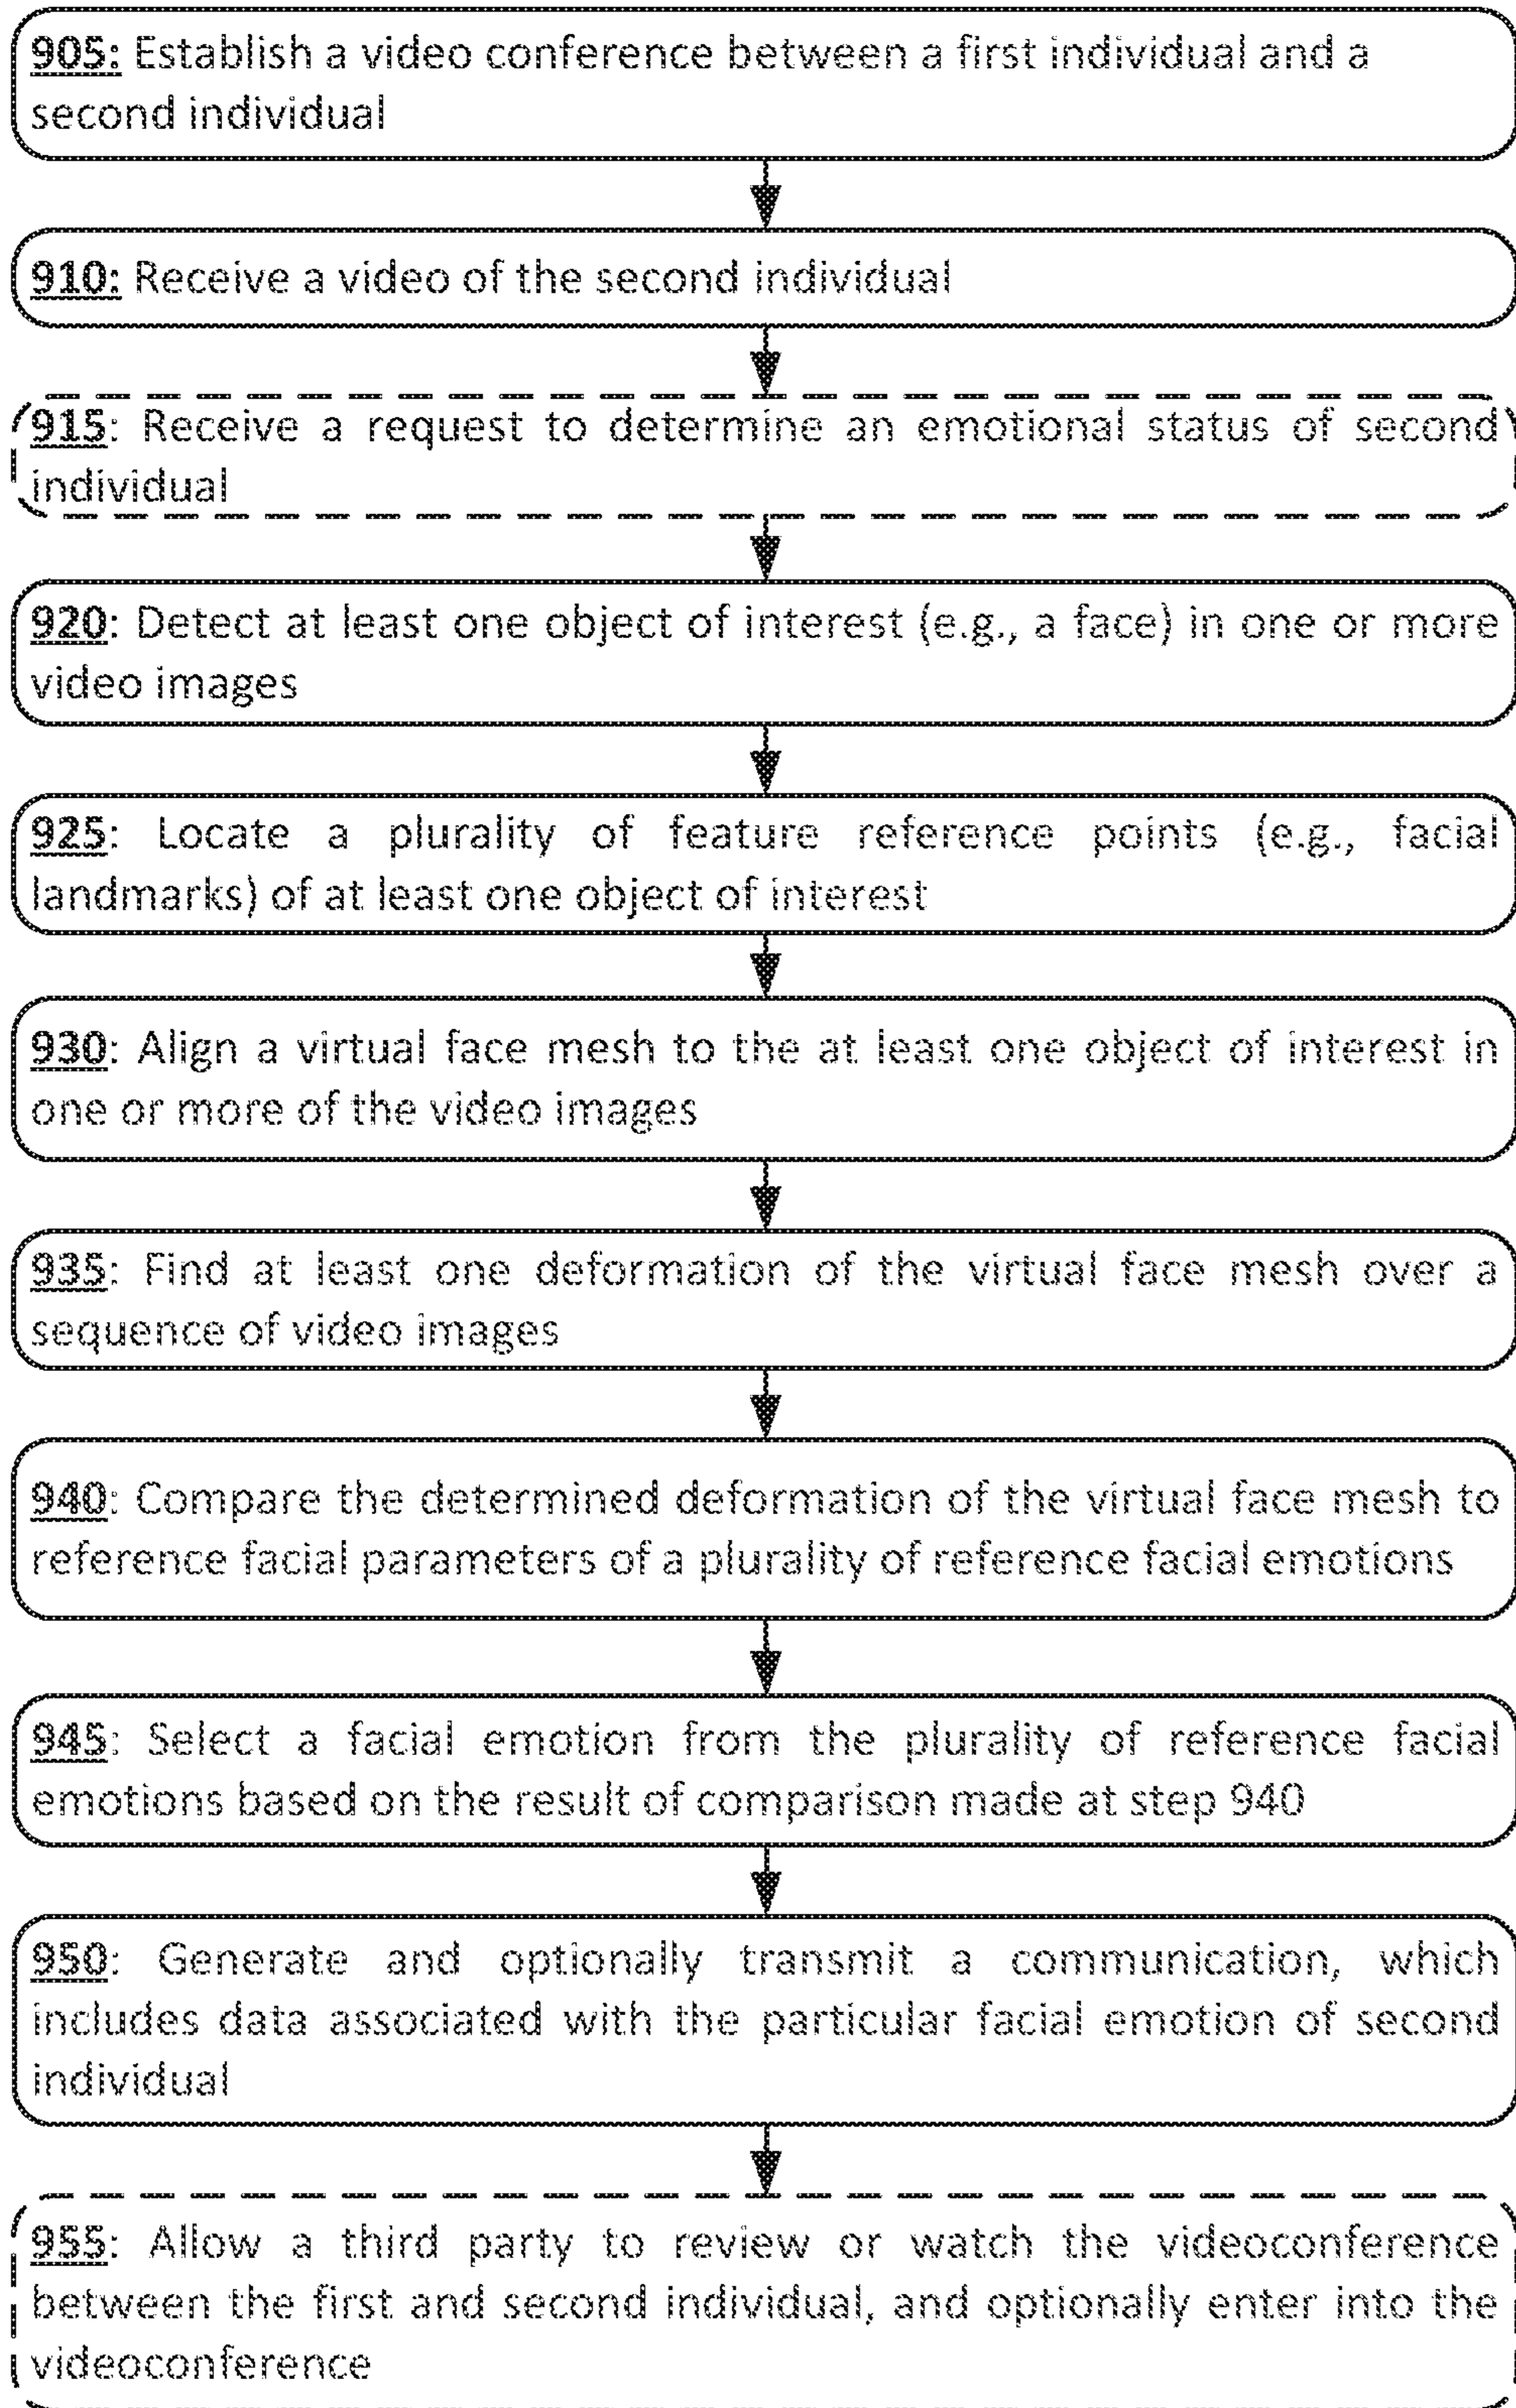 905: Establish a video conference between a first individual and a
second individual
910: Receive a video of the second individual
915: Receive a request to determine an emotional status of second
individual
920: Detect at least one object of interest (e.g., a face) in one or more
video images
925: Locate a plurality of feature reference points (e.g., facial
landmarks) of at least one object of interest
930: Align a virtual face mesh to the at least one object of interest in
one or more of the video images
935: Find at least one deformation of the virtual face mesh over a
sequence of video images
940: Compare the determined deformation of the virtual face mesh to
reference facial parameters of a plurality of reference facial emotions
945: Select a facial emotion from the plurality of reference facial
emotions based on the result of comparison made at step 940
950: Generate and optionally transmit a communication, which
includes data associated with the particular facial emotion of second
individual
955: Allow a third party to review or watch the videoconference
between the first and second individual, and optionally enter into the
videoconference